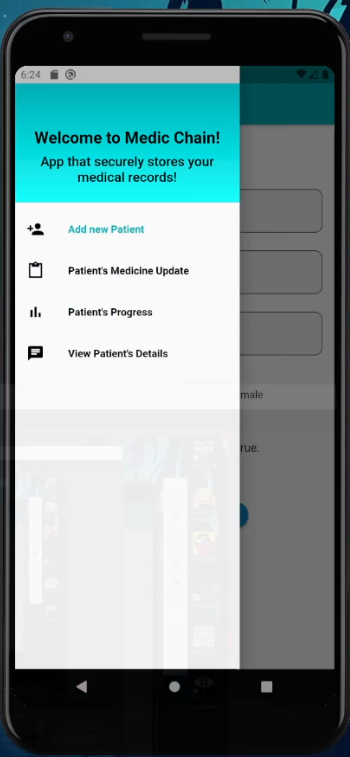 6:24
Welcome to Medic Chain!
App that securely stores your
medical records!
Add new Patient
Patient's Medicine Update
Patient's Progress
View Patient's Details
male
rue.